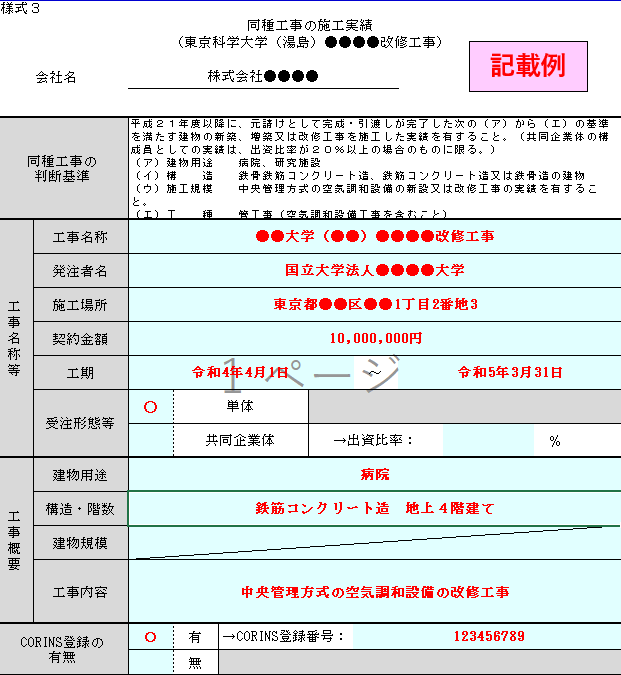 様式３
同種工事の施工実績
（東京科学大学（湯島）●●●●改修工事）
記載例
会社名
株式会社●●●●
同種工事の
判断基準
平成２１年度以降に、元請けとして完成・引渡しが完了した次の（ア）から（エ）の基準
を満たす建物の新築、増築又は改修工事を施工した実績を有すること。（共同企業体の構
成員としての実績は、出資比率が２０％以上の場合のものに限る。）
（ア）建物用途　　病院、研究施設
（イ）構　　造　　鉄骨鉄筋コンクリート造、鉄筋コンクリート造又は鉄骨造の建物
（ウ）施工規模　　中央管理方式の空気調和設備の新設又は改修工事の実績を有するこ
と。
（エ）工　　種　　管工事（空気調和設備工事を含むこと）
工事名称等
工事名称
●●大学（●●）●●●●改修工事
発注者名
国立大学法人●●●●大学
施工場所
東京都●●区●●1丁目2番地3
契約金額
10,000,000円
工期
令和4年4月1日
～
令和5年3月31日
1 ページ
受注形態等
○
単体
共同企業体
→出資比率：
％
工事概要
建物用途
病院
構造・階数
鉄筋コンクリート造　地上４階建て
建物規模
工事内容
中央管理方式の空気調和設備の改修工事
CORINS登録の
有無
○
有
→CORINS登録番号：
123456789
無